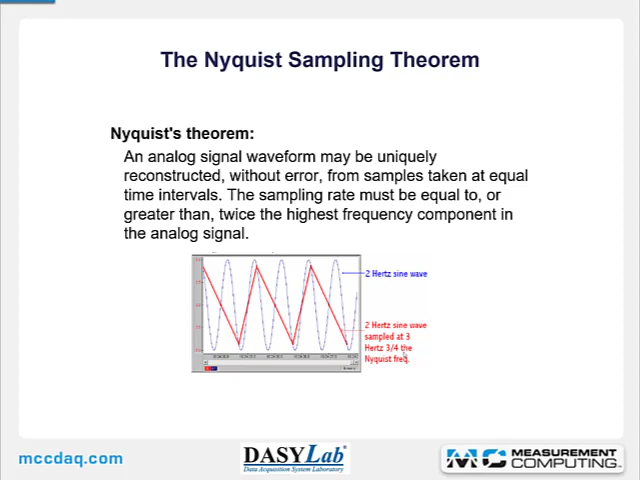 The Nyquist Sampling Theorem
Nyquist's theorem:
An analog signal waveform may be uniquely
reconstructed, without error, from samples taken at equal
time intervals. The sampling rate must be equal to, or
greater than, twice the highest frequency component in
the analog signal.
2 Hertz sine wave
2 Hertz sine wave
sampled at 3
Hertz 3/4 the
Nyquist freq.
mccdaq.com
DASYLab®
Data Acquisition System Laboratory
MC MEASUREMENT
COMPUTING